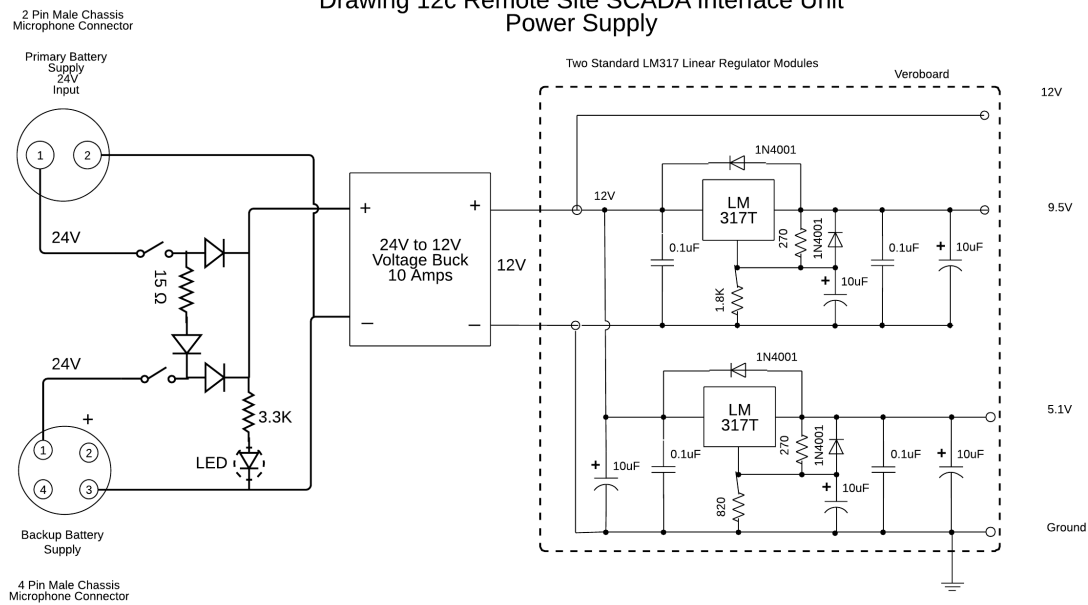 Drawing 12c Remote Site SCADA Interface Unit
Power Supply
2 Pin Male Chassis
Microphone Connector
Primary Battery
Supply
24V
Input
1
2
24V
15 Ω
24V
+
1
2
4
3
Backup Battery
Supply
4 Pin Male Chassis
Microphone Connector
3.3K
LED
+
+
24V to 12V
Voltage Buck
10 Amps
–
–
12V
Two Standard LM317 Linear Regulator Modules
Veroboard
12V
12V
1N4001
LM
317T
0.1uF
270
1N4001
1.8K
+
10uF
0.1uF
+
10uF
9.5V
1N4001
LM
317T
+
10uF
0.1uF
270
1N4001
820
+
10uF
0.1uF
+
10uF
5.1V
Ground